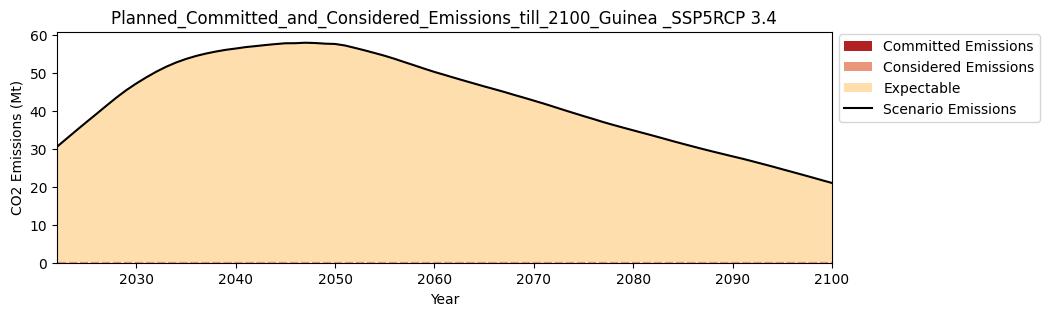 Planned_Committed_and_Considered_Emissions_till_2100_Guinea _SSP5RCP 3.4
CO2 Emissions (Mt)
60
50
40
30
20
10
0
2030 2040 2050 2060 2070 2080 2090 2100
Year
Committed Emissions
Considered Emissions
Expectable
Scenario Emissions